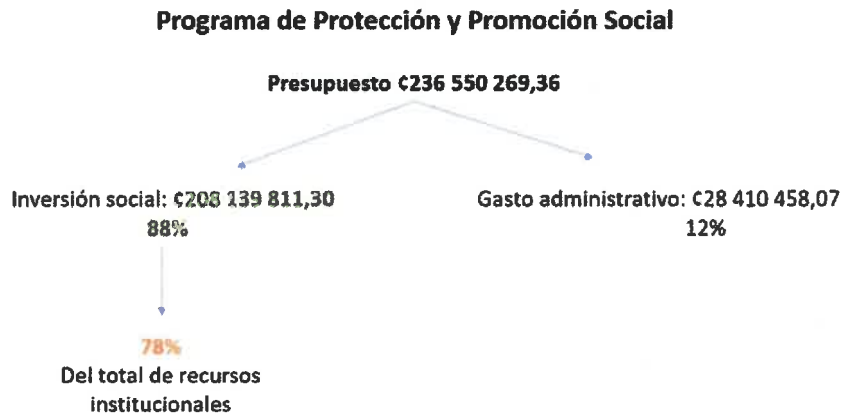 Programa de Protección y Promoción Social
Presupuesto ₡236 550 269,36
Inversión social: ₡208 139 811,30
88%
Gasto administrativo: ₡28 410 458,07
12%
78%
Del total de recursos
institucionales